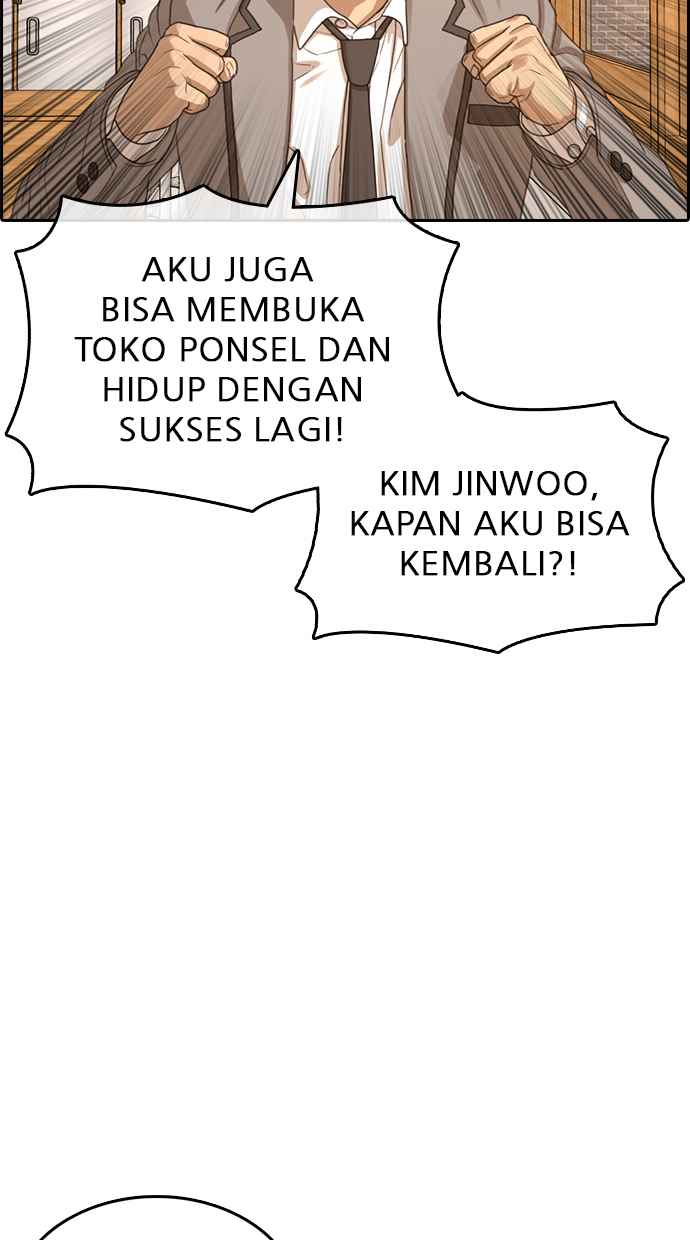 AKU JUGA
BISA MEMBUKA
TOKO PONSEL DAN
HIDUP DENGAN
SUKSES LAGI!
KIM JINWOO,
KAPAN AKU BISA
KEMBALI?!